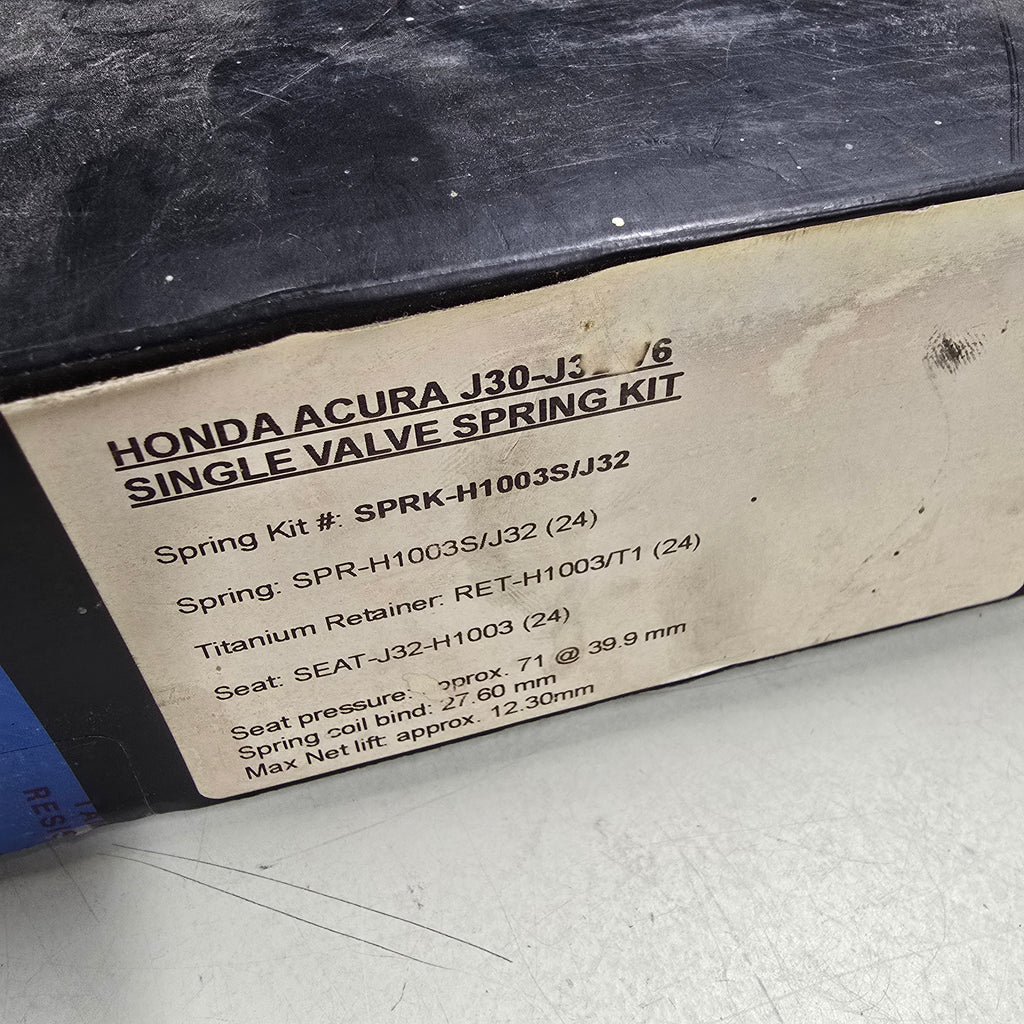 HONDA ACURA
SINGLE VALVE SPRING KIT
Spring Kit #: SPRK-H1003S/J32
Spring: SPR-H1003S/J32 (24)
Titanium Retainer: RET-H1003/T1 (24)
Seat: SEAT-J32-H1003 (24)
Seat pressure: 71 @ 39.9 mm
Spring coil bind: 27.60 mm
Max Net lift: approx. 12.30mm